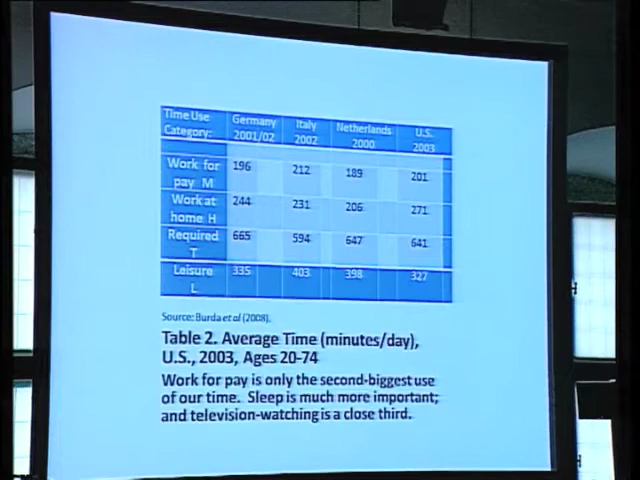 Time Use Category: Germany 2001/02 Italy 2002 Netherlands 2000 U.S. 2003
Work for pay M 196 212 189 201
Work at home H 244 231 206 271
Required T 665 594 647 641
Leisure L 335 403 398 327
Source: Burda et al (2008).
Table 2. Average Time (minutes/day),
U.S., 2003, Ages 20-74
Work for pay is only the second-biggest use
of our time. Sleep is much more important;
and television-watching is a close third.